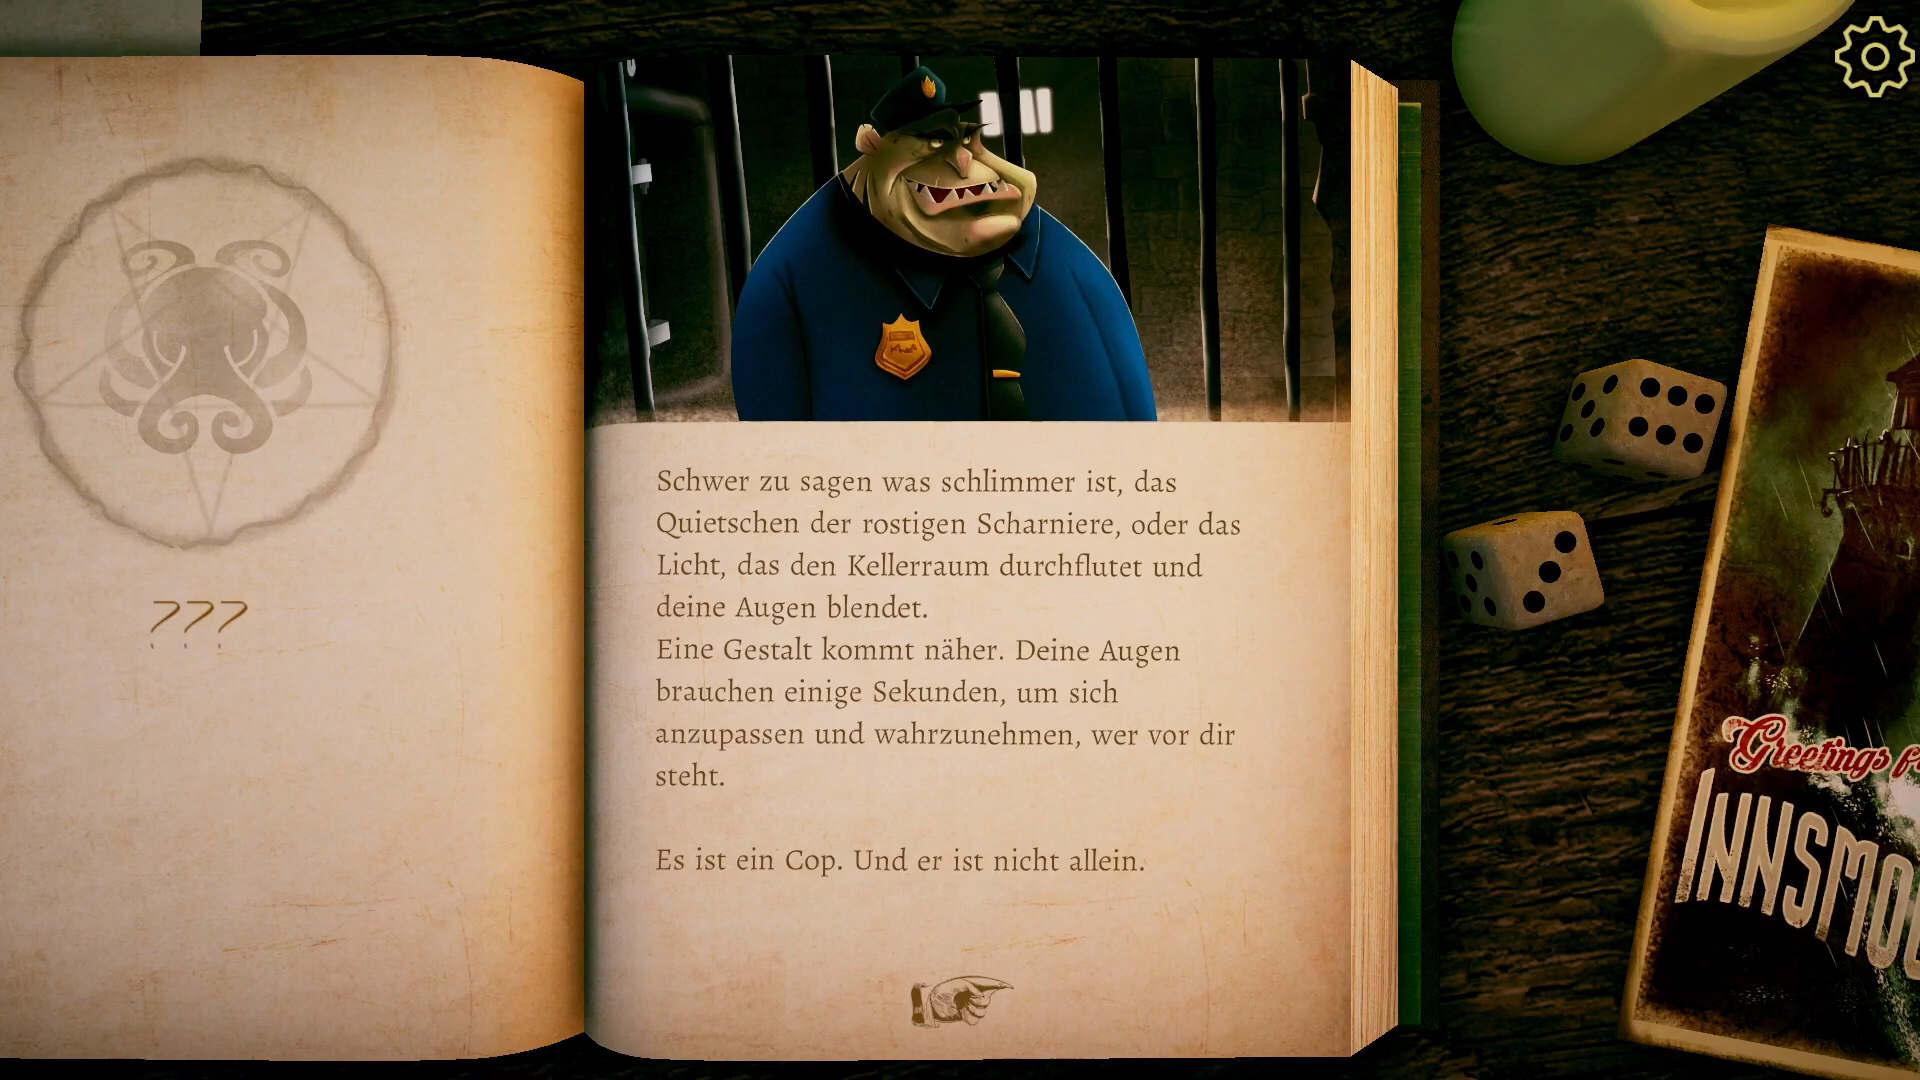 ???
Schwer zu sagen was schlimmer ist, das
Quietschen der rostigen Scharniere, oder das
Licht, das den Kellerraum durchflutet und
deine Augen blendet.
Eine Gestalt kommt näher. Deine Augen
brauchen einige Sekunden, um sich
anzupassen und wahrzunehmen, wer vor dir
steht.
Es ist ein Cop. Und er ist nicht allein.
Greetings f
INNSMO